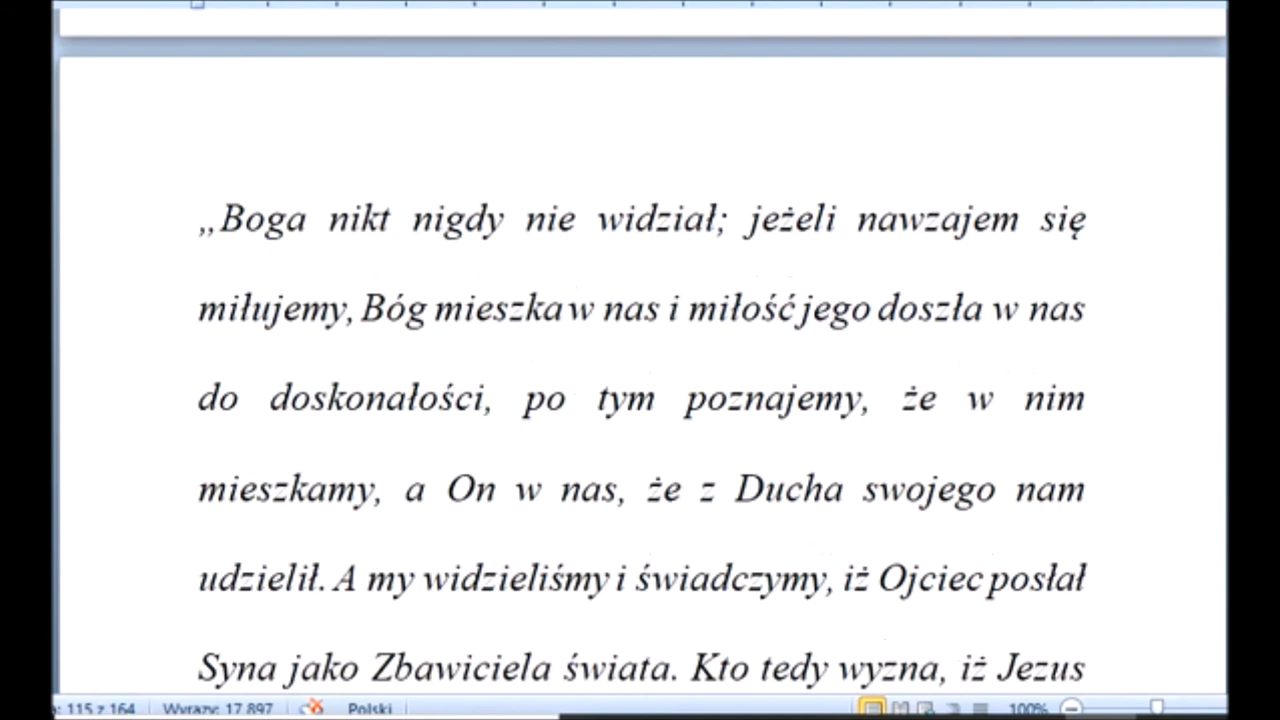 „Boga nikt nigdy nie widział; jeżeli nawzajem się
miłujemy, Bóg mieszka w nas i miłość jego doszła w nas
do doskonałości, po tym poznajemy, że w nim
mieszkamy, a On w nas, że z Ducha swojego nam
udzielił. A my widzieliśmy i świadczymy, iż Ojciec posłał
Syna jako Zbawiciela świata. Kto tedy wyzna, iż Jezus
: 115 z 164 Wyrazy: 17 897 Polski 100%